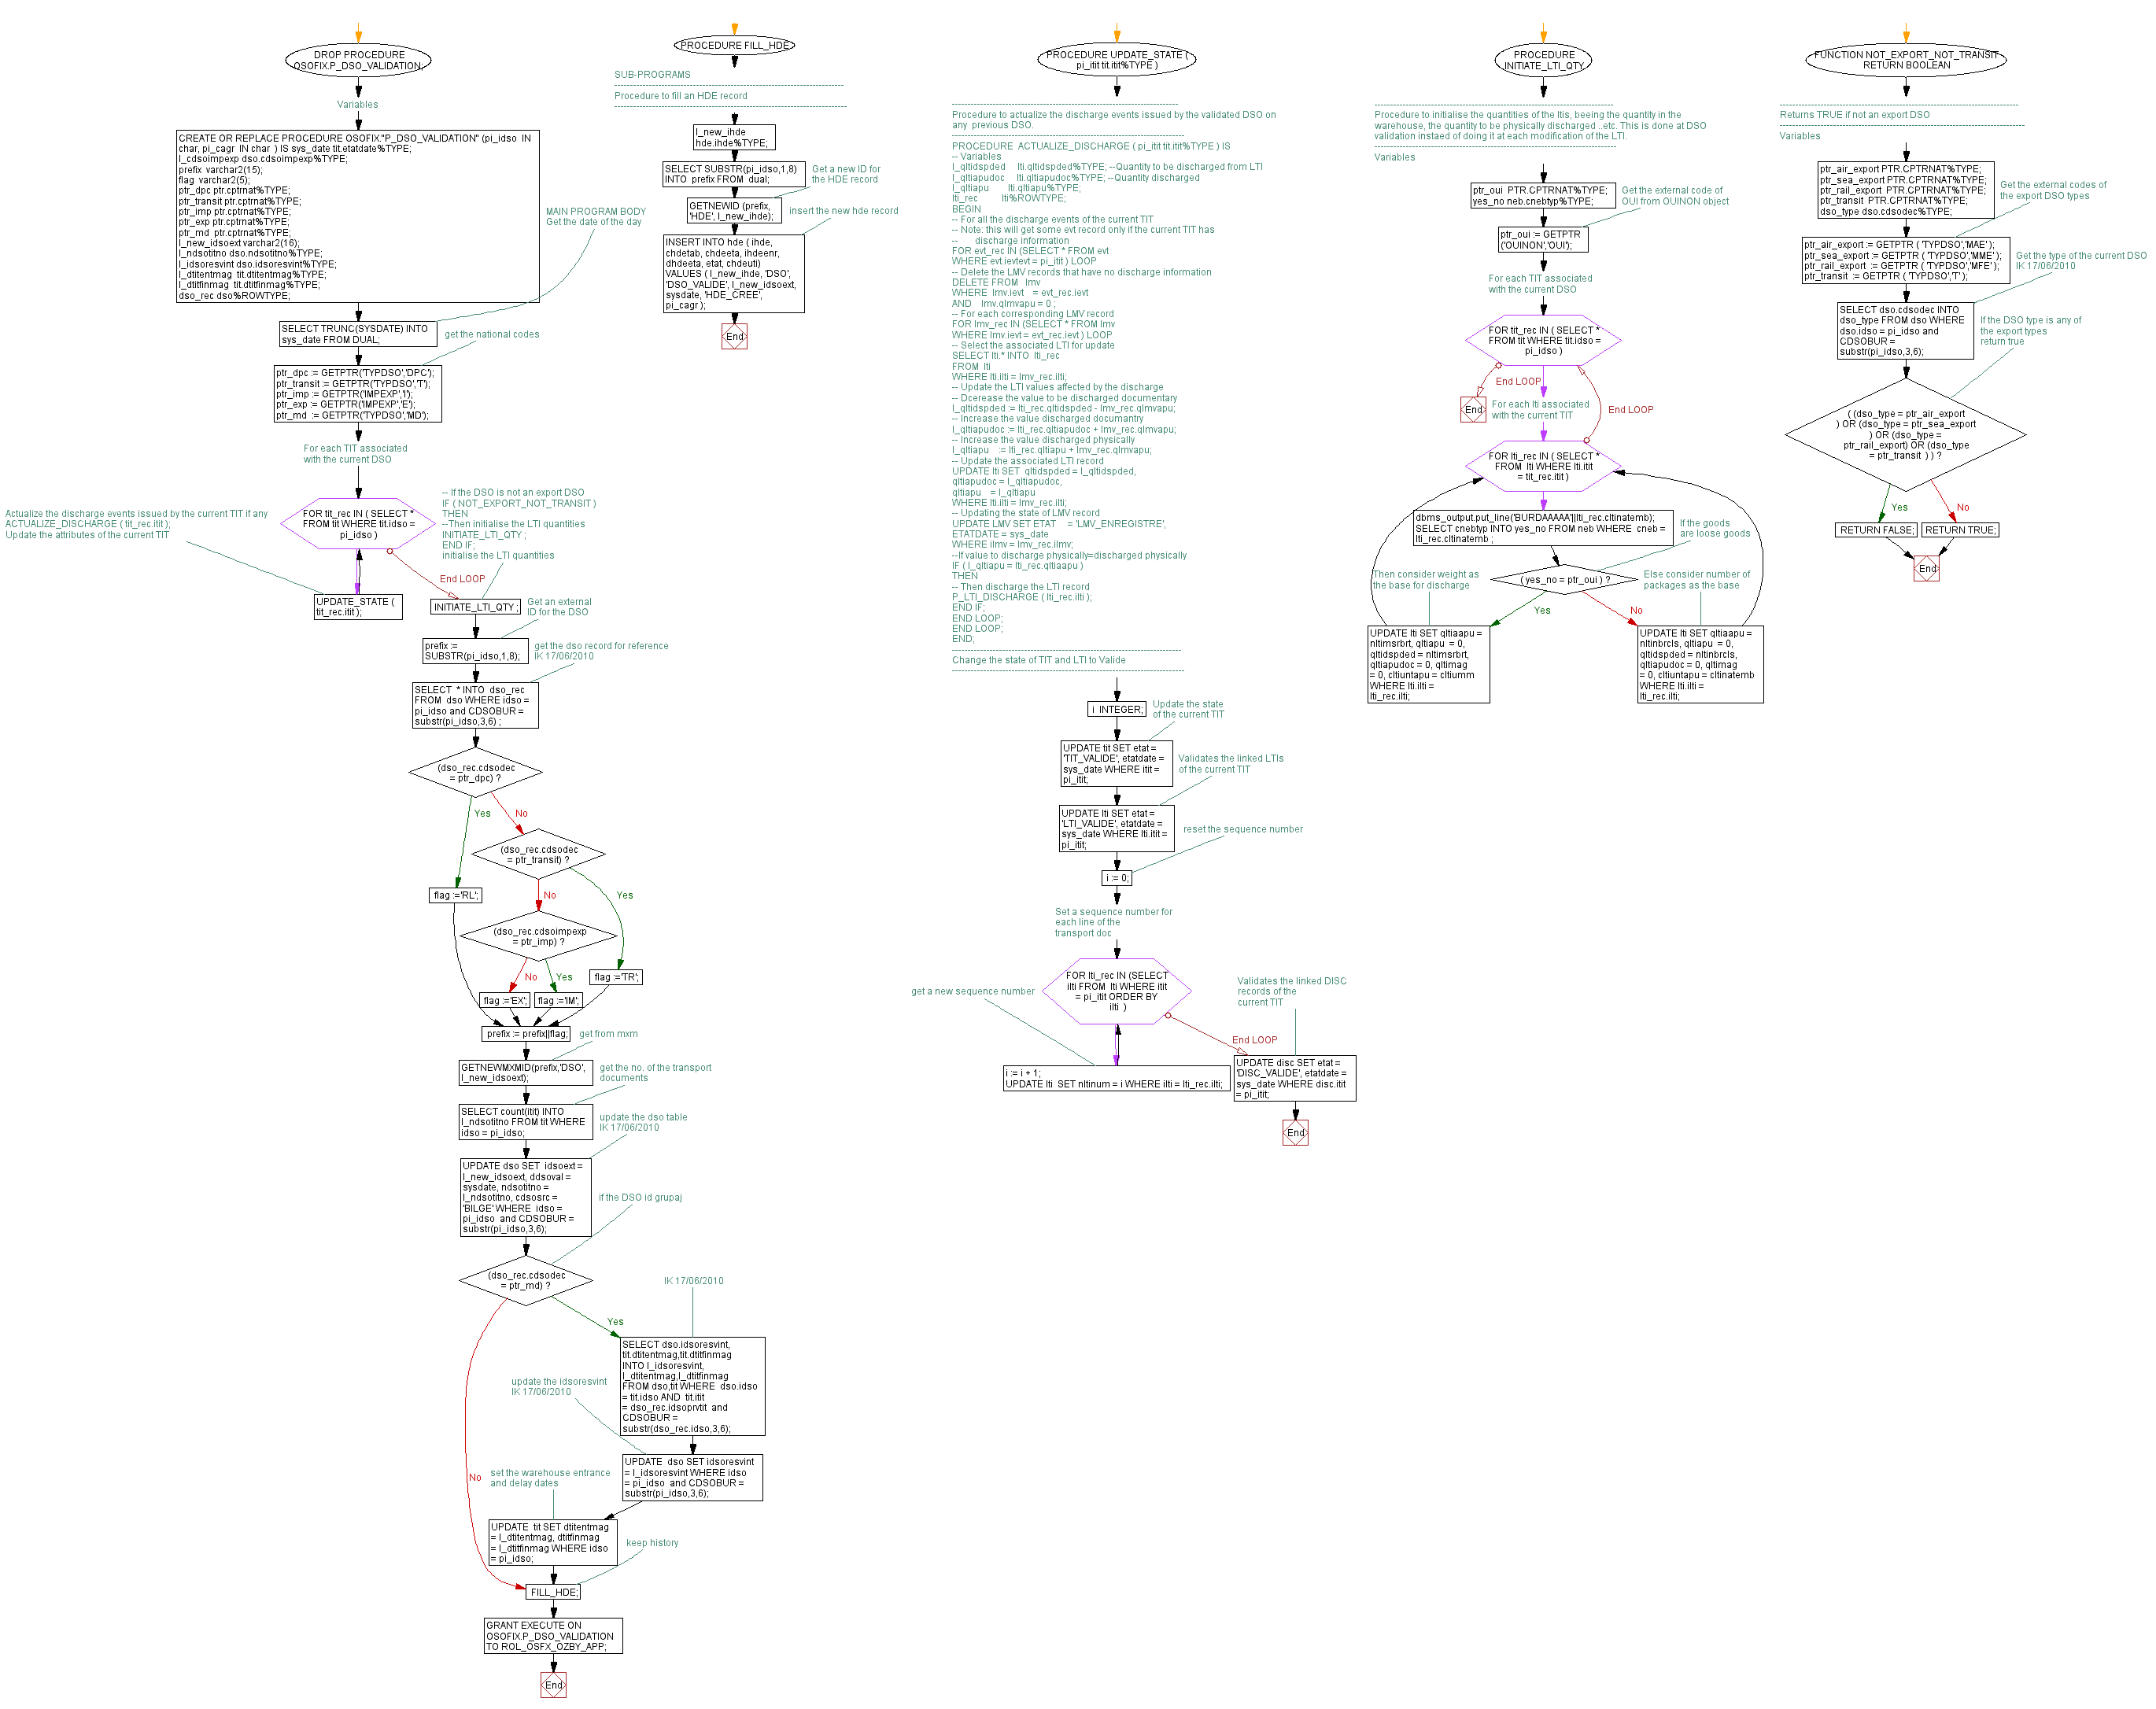 DROP PROCEDURE
OSOFIX.P_DSO_VALIDATION;
Variables
CREATE OR REPLACE PROCEDURE OSOFIX."P_DSO_VALIDATION" (pi_idso IN
char, pi_cagr IN char ) IS sys_date tit.etatdate%TYPE;
l_cdsoimpexp dso.cdsoimpexp%TYPE;
prefix varchar2(15);
flag varchar2(5);
ptr_dpc ptr.cptrnat%TYPE;
ptr_transit ptr.cptrnat%TYPE;
ptr_imp ptr.cptrnat%TYPE;
ptr_exp ptr.cptrnat%TYPE;
ptr_md ptr.cptrnat%TYPE;
l_new_idsoext varchar2(16);
l_ndsotitno dso.ndsotitno%TYPE;
l_idsoresvint dso.idsoresvint%TYPE;
l_dtitentmag tit.dtitentmag%TYPE;
l_dtitfinmag tit.dtitfinmag%TYPE;
dso_rec dso%ROWTYPE;
MAIN PROGRAM BODY
Get the date of the day
SELECT TRUNC(SYSDATE) INTO
sys_date FROM DUAL;
get the national codes
ptr_dpc := GETPTR('TYPDSO','DPC');
ptr_transit := GETPTR('TYPDSO','T');
ptr_imp := GETPTR('IMPEXP','I');
ptr_exp := GETPTR('IMPEXP','E');
ptr_md := GETPTR('TYPDSO','MD');
For each TIT associated
with the current DSO
FOR tit_rec IN ( SELECT *
FROM tit WHERE tit.idso =
pi_idso )
Actualize the discharge events issued by the current TIT if any
ACTUALIZE_DISCHARGE ( tit_rec.itit );
Update the attributes of the current TIT
-- If the DSO is not an export DSO
IF ( NOT_EXPORT_NOT_TRANSIT )
THEN
--Then initialise the LTI quantities
INITIATE_LTI_QTY ;
END IF;
initialise the LTI quantities
End LOOP
UPDATE_STATE (
tit_rec.itit );
INITIATE_LTI_QTY ;
Get an external
ID for the DSO
prefix :=
SUBSTR(pi_idso,1,8);
get the dso record for reference
IK 17/06/2010
SELECT * INTO dso_rec
FROM dso WHERE idso =
pi_idso and CDSOBUR =
substr(pi_idso,3,6) ;
(dso_rec.cdsodec
= ptr_dpc) ?
Yes
No
(dso_rec.cdsodec
= ptr_transit) ?
flag :='RL';
No
Yes
(dso_rec.cdsoimpexp
= ptr_imp) ?
No
Yes
flag :='TR';
flag :='EX';
flag :='IM';
prefix := prefix||flag;
get from mxm
GETNEWMXMID(prefix,'DSO',
l_new_idsoext);
get the no. of the transport
documents
SELECT count(itit) INTO
l_ndsotitno FROM tit WHERE
idso = pi_idso;
update the dso table
IK 17/06/2010
UPDATE dso SET idsoext =
l_new_idsoext, ddsoval =
sysdate, ndsotitno =
l_ndsotitno, cdsosrc =
'BILGE' WHERE idso =
pi_idso and CDSOBUR =
substr(pi_idso,3,6);
if the DSO id grupaj
(dso_rec.cdsodec
= ptr_md) ?
IK 17/06/2010
Yes
SELECT dso.idsoresvint,
tit.dtitentmag,tit.dtitfinmag
INTO l_idsoresvint,
l_dtitentmag,l_dtitfinmag
FROM dso,tit WHERE dso.idso
= tit.idso AND tit.itit
= dso_rec.idsoprvtit and
CDSOBUR =
substr(dso_rec.idso,3,6);
update the idsoresvint
IK 17/06/2010
UPDATE dso SET idsoresvint
= l_idsoresvint WHERE idso
= pi_idso and CDSOBUR =
substr(pi_idso,3,6);
No
set the warehouse entrance
and delay dates
UPDATE tit SET dtitentmag
= l_dtitentmag, dtitfinmag
= l_dtitfinmag WHERE idso
= pi_idso;
keep history
FILL_HDE;
GRANT EXECUTE ON
OSOFIX.P_DSO_VALIDATION
TO ROL_OSFX_OZBY_APP;
End
PROCEDURE FILL_HDE
SUB-PROGRAMS
Procedure to fill an HDE record
l_new_ihde
hde.ihde%TYPE;
SELECT SUBSTR(pi_idso,1,8)
INTO prefix FROM dual;
Get a new ID for
the HDE record
GETNEWID (prefix,
'HDE', l_new_ihde);
insert the new hde record
INSERT INTO hde ( ihde,
chdetab, chdeeta, ihdeenr,
dhdeeta, etat, chdeuti)
VALUES ( l_new_ihde, 'DSO',
'DSO_VALIDE', l_new_idsoext,
sysdate, 'HDE_CREE',
pi_cagr );
End
PROCEDURE UPDATE_STATE (
pi_itit tit.itit%TYPE )
Procedure to actualize the discharge events issued by the validated DSO on
any previous DSO.
PROCEDURE ACTUALIZE_DISCHARGE ( pi_itit tit.itit%TYPE ) IS
-- Variables
l_qltidspded lti.qltidspded%TYPE; --Quantity to be discharged from LTI
l_qltiapudoc lti.qltiapudoc%TYPE; --Quantity discharged
l_qltiapu lti.qltiapu%TYPE;
lti_rec lti%ROWTYPE;
BEGIN
-- For all the discharge events of the current TIT
-- Note: this will get some evt record only if the current TIT has
-- discharge information
FOR evt_rec IN (SELECT * FROM evt
WHERE evt.ievtevt = pi_itit ) LOOP
-- Delete the LMV records that have no discharge information
DELETE FROM lmv
WHERE lmv.ievt = evt_rec.ievt
AND lmv.qlmvapu = 0 ;
-- For each corresponding LMV record
FOR lmv_rec IN (SELECT * FROM lmv
WHERE lmv.ievt = evt_rec.ievt ) LOOP
-- Select the associated LTI for update
SELECT lti.* INTO lti_rec
FROM lti
WHERE lti.ilti = lmv_rec.ilti;
-- Update the LTI values affected by the discharge
-- Dcerease the value to be discharged documentary
l_qltidspded := lti_rec.qltidspded - lmv_rec.qlmvapu;
-- Increase the value discharged documantry
l_qltiapudoc := lti_rec.qltiapudoc + lmv_rec.qlmvapu;
-- Increase the value discharged physically
l_qltiapu := lti_rec.qltiapu + lmv_rec.qlmvapu;
-- Update the associated LTI record
UPDATE lti SET qltidspded = l_qltidspded,
qltiapudoc = l_qltiapudoc,
qltiapu = l_qltiapu
WHERE lti.ilti = lmv_rec.ilti;
-- Updating the state of LMV record
UPDATE LMV SET ETAT = 'LMV_ENREGISTRE',
ETATDATE = sys_date
WHERE ilmv = lmv_rec.ilmv;
--If value to discharge physically=discharged physically
IF ( l_qltiapu = lti_rec.qltiaapu )
THEN
-- Then discharge the LTI record
P_LTI_DISCHARGE ( lti_rec.ilti );
END IF;
END LOOP;
END LOOP;
END;
Change the state of TIT and LTI to Valide
i INTEGER;
Update the state
of the current TIT
UPDATE tit SET etat =
'TIT_VALIDE', etatdate =
sys_date WHERE itit =
pi_itit;
Validates the linked LTIs
of the current TIT
UPDATE lti SET etat =
'LTI_VALIDE', etatdate =
sys_date WHERE lti.itit =
pi_itit;
reset the sequence number
i := 0;
Set a sequence number for
each line of the
transport doc
FOR lti_rec IN (SELECT
ilti FROM lti WHERE itit
= pi_itit ORDER BY
ilti )
get a new sequence number
Validates the linked DISC
records of the
current TIT
End LOOP
i := i + 1;
UPDATE lti SET nltinum = i WHERE ilti = lti_rec.ilti;
UPDATE disc SET etat =
'DISC_VALIDE', etatdate =
sys_date WHERE disc.itit
= pi_itit;
End
PROCEDURE
INITIATE_LTI_QTY
Procedure to initialise the quantities of the ltis, beeing the quantity in the
warehouse, the quantity to be physically discharged ..etc. This is done at DSO
validation instaed of doing it at each modification of the LTI.
Variables
ptr_oui PTR.CPTRNAT%TYPE;
yes_no neb.cnebtyp%TYPE;
Get the external code of
OUI from OUINON object
ptr_oui := GETPTR
('OUINON','OUI');
For each TIT associated
with the current DSO
FOR tit_rec IN ( SELECT *
FROM tit WHERE tit.idso =
pi_idso )
End LOOP
End
For each lti associated
with the current TIT
End LOOP
FOR lti_rec IN ( SELECT *
FROM lti WHERE lti.itit
= tit_rec.itit )
dbms_output.put_line('BURDAAAAA'||lti_rec.cltinatemb);
SELECT cnebtyp INTO yes_no FROM neb WHERE cneb =
lti_rec.cltinatemb ;
If the goods
are loose goods
( yes_no = ptr_oui ) ?
Then consider weight as
the base for discharge
Else consider number of
packages as the base
Yes
No
UPDATE lti SET qltiaapu =
nltimsrbrt, qltiapu = 0,
qltidspded = nltimsrbrt,
qltiapudoc = 0, qltimag
= 0, cltiuntapu = cltiumm
WHERE lti.ilti =
lti_rec.ilti;
UPDATE lti SET qltiaapu =
nltinbrcls, qltiapu = 0,
qltidspded = nltinbrcls,
qltiapudoc = 0, qltimag
= 0, cltiuntapu = cltinatemb
WHERE lti.ilti =
lti_rec.ilti;
FUNCTION NOT_EXPORT_NOT_TRANSIT
RETURN BOOLEAN
Returns TRUE if not an export DSO
Variables
ptr_air_export PTR.CPTRNAT%TYPE;
ptr_sea_export PTR.CPTRNAT%TYPE;
ptr_rail_export PTR.CPTRNAT%TYPE;
ptr_transit PTR.CPTRNAT%TYPE;
dso_type dso.cdsodec%TYPE;
Get the external codes of
the export DSO types
ptr_air_export := GETPTR ( 'TYPDSO','MAE' );
ptr_sea_export := GETPTR ( 'TYPDSO','MME' );
ptr_rail_export := GETPTR ( 'TYPDSO','MFE' );
ptr_transit := GETPTR ( 'TYPDSO','T' );
Get the type of the current DSO
IK 17/06/2010
SELECT dso.cdsodec INTO
dso_type FROM dso WHERE
dso.idso = pi_idso and
CDSOBUR =
substr(pi_idso,3,6);
If the DSO type is any of
the export types
return true
( (dso_type = ptr_air_export
) OR (dso_type = ptr_sea_export
) OR (dso_type =
ptr_rail_export) OR (dso_type
= ptr_transit ) ) ?
Yes
No
RETURN FALSE;
RETURN TRUE;
End